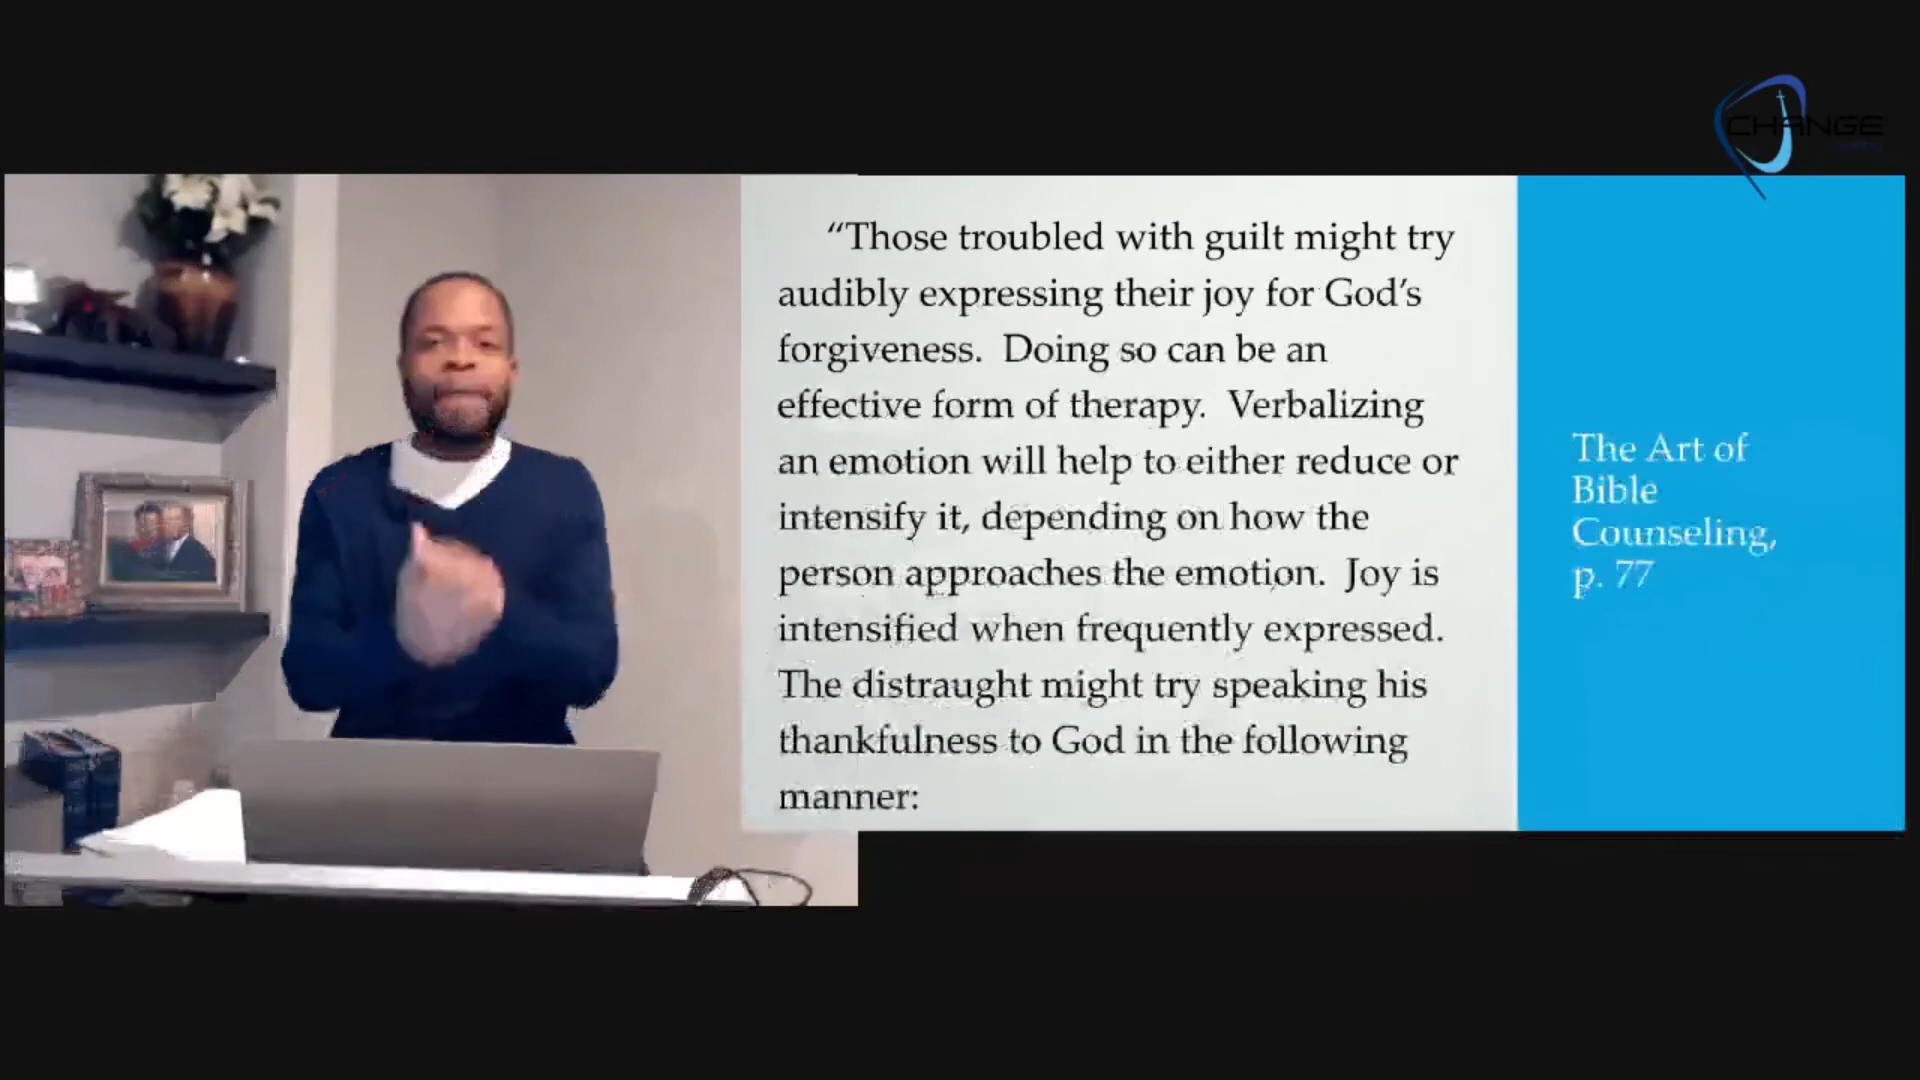 CHANGE
“Those troubled with guilt might try
audibly expressing their joy for God’s
forgiveness.  Doing so can be an
effective form of therapy.  Verbalizing
an emotion will help to either reduce or
intensify it, depending on how the
person approaches the emotion.  Joy is
intensified when frequently expressed.
The distraught might try speaking his
thankfulness to God in the following
manner:
The Art of
Bible
Counseling,
p. 77